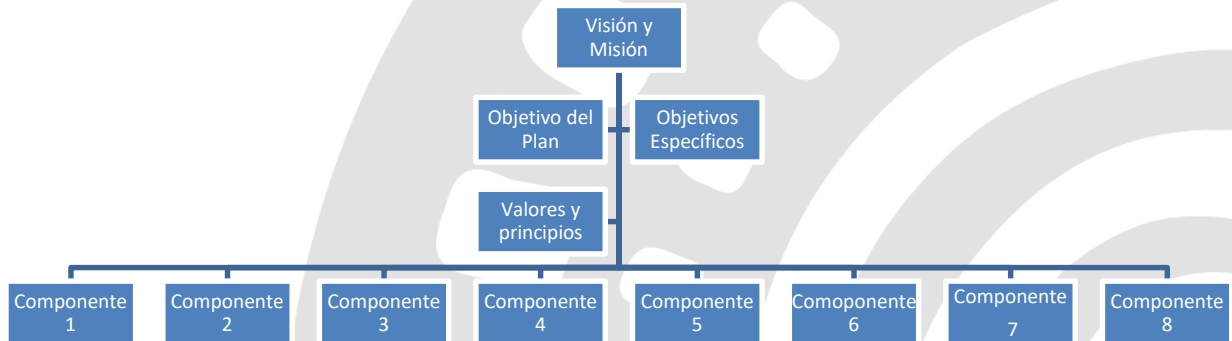 Visión y
Misión
Objetivo del
Plan
Objetivos
Específicos
Valores y
principios
Componente
1
Componente
2
Componente
3
Componente
4
Componente
5
Comoponente
6
Componente
7
Componente
8